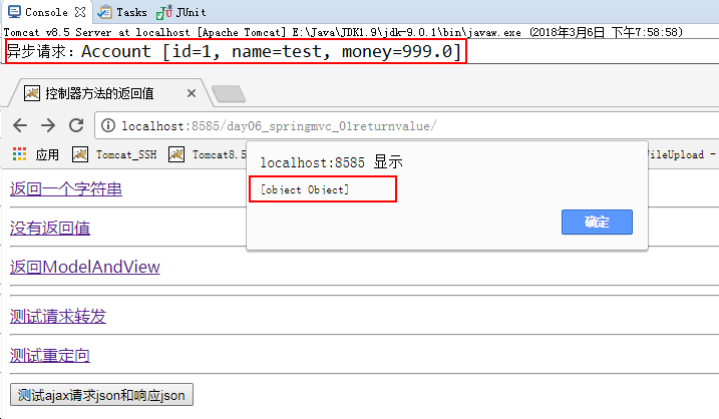 Console Tasks JUnit
Tomcat v8.5 Server at localhost [Apache Tomcat] E:\Java\JDK1.9\jdk-9.0.1\bin\javaw.exe (2018年3月6日 下午7:58:58)
异步请求：Account [id=1, name=test, money=999.0]
控制器方法的返回值
localhost:8585/day06_springmvc_01returnvalue/
应用 Tomcat_SSH Tomcat8.5 ileUpload -
localhost:8585 显示
[object Object]
确定
返回一个字符串
没有返回值
返回ModelAndView
测试请求转发
测试重定向
测试ajax请求json和响应json